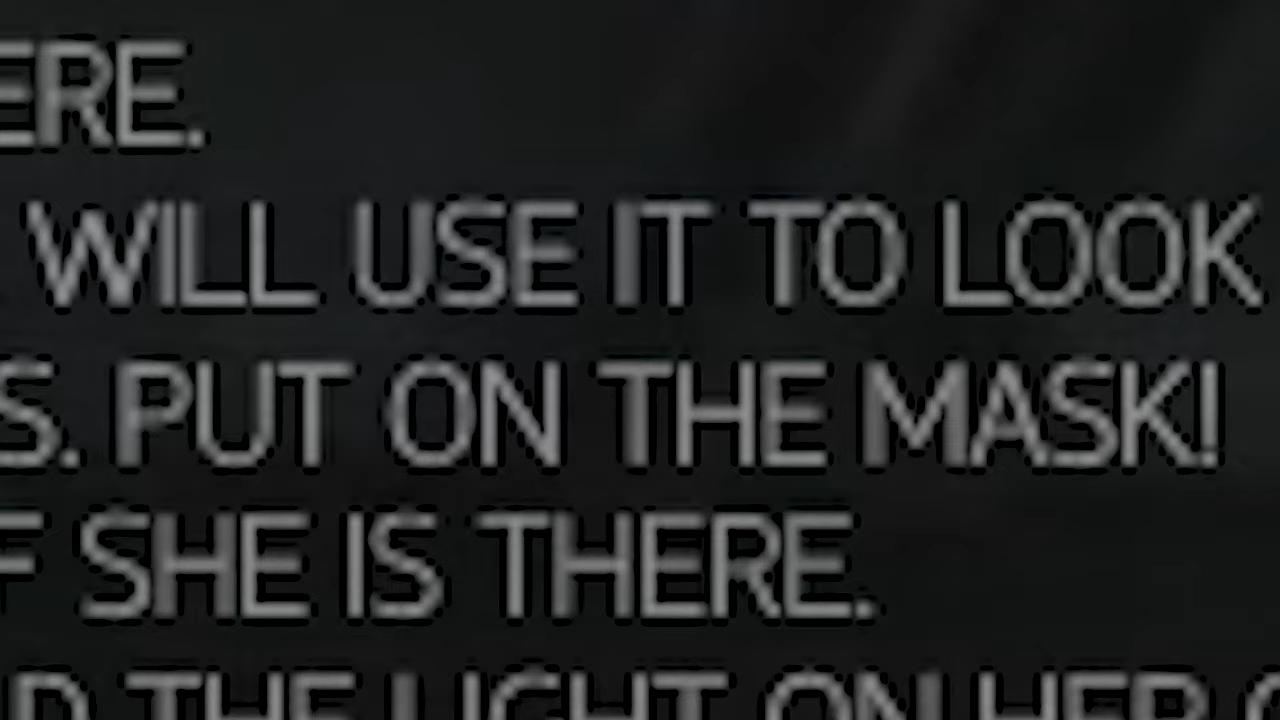 ERE.
WILL USE IT TO LOOK
S. PUT ON THE MASK!
F SHE IS THERE.
D THE LIGHT ON HER